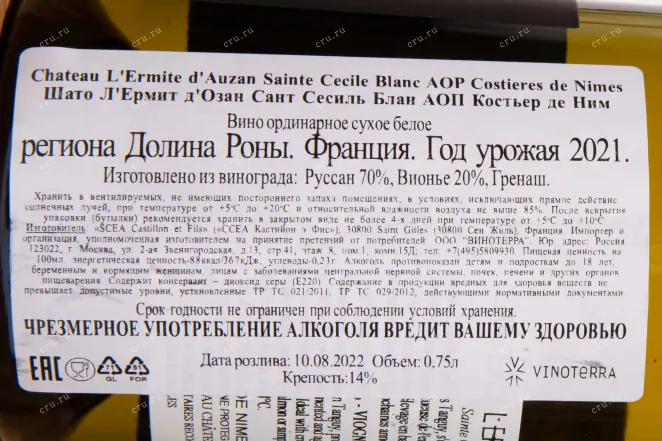 Chateau L'Ermite d'Auzan Sainte Cecile Blanc AOP Costieres de Nimes
Шато Л'Ермит д'Озан Сант Сесиль Блан АОП Костьер де Ним
Вино ординарное сухое белое
региона Долина Роны. Франция. Год урожая 2021.
Изготовлено из винограда: Руссан 70%, Вионье 20%, Гренаш.
Хранить в вентилируемых, не имеющих постороннего запаха помещениях, в условиях, исключающих прямое действие
солнечных лучей, при температуре от +5°С до +20°С и относительной влажности воздуха не выше 85%. После вскрытия
упаковки (бутылки) рекомендуется хранить в закрытом виде не более 4-х дней при температуре от +5°С до +10°С
Изготовитель: «SCEA Castillon et Fils» («ССЕА Кастийон э Фис»), 30800 Saint Gilles (30800 Сен Жиль), Франция Импортер и
организация, уполномоченная изготовителем на принятие претензий от потребителей ООО "ВИНОТЕРРА". Юр. адрес: Россия
123022, г Москва, ул. 2-ая Звенигородская, д.13, стр.41, этаж 8, пом.1, комн.15Д; тел: +7(495)5809930 Пищевая ценность на
100мл энергетическая ценность-88ккал/367кДж, углеводы-0,23г. Алкоголь противопоказан детям и подросткам до 18 лет,
беременным и кормящим женщинам, лицам с заболеваниями центральной нервной системы, почек, печени и других органов
пищеварения. Содержит консервант – диоксид серы (Е220) Содержание в продукции вредных для здоровья веществ не
превышает допустимые уровни, установленные ТР ТС 021/2011, ТР ТС 029/2012, действующими нормативными документами
Срок годности не ограничен при соблюдении условий хранения.
ЧРЕЗМЕРНОЕ УПОТРЕБЛЕНИЕ АЛКОГОЛЯ ВРЕДИТ ВАШЕМУ ЗДОРОВЬЮ
Дата розлива: 10.08.2022 Объем: 0,75л
Крепость:14%
EAC
GL
FOR
VINOTERRA
cru.ru